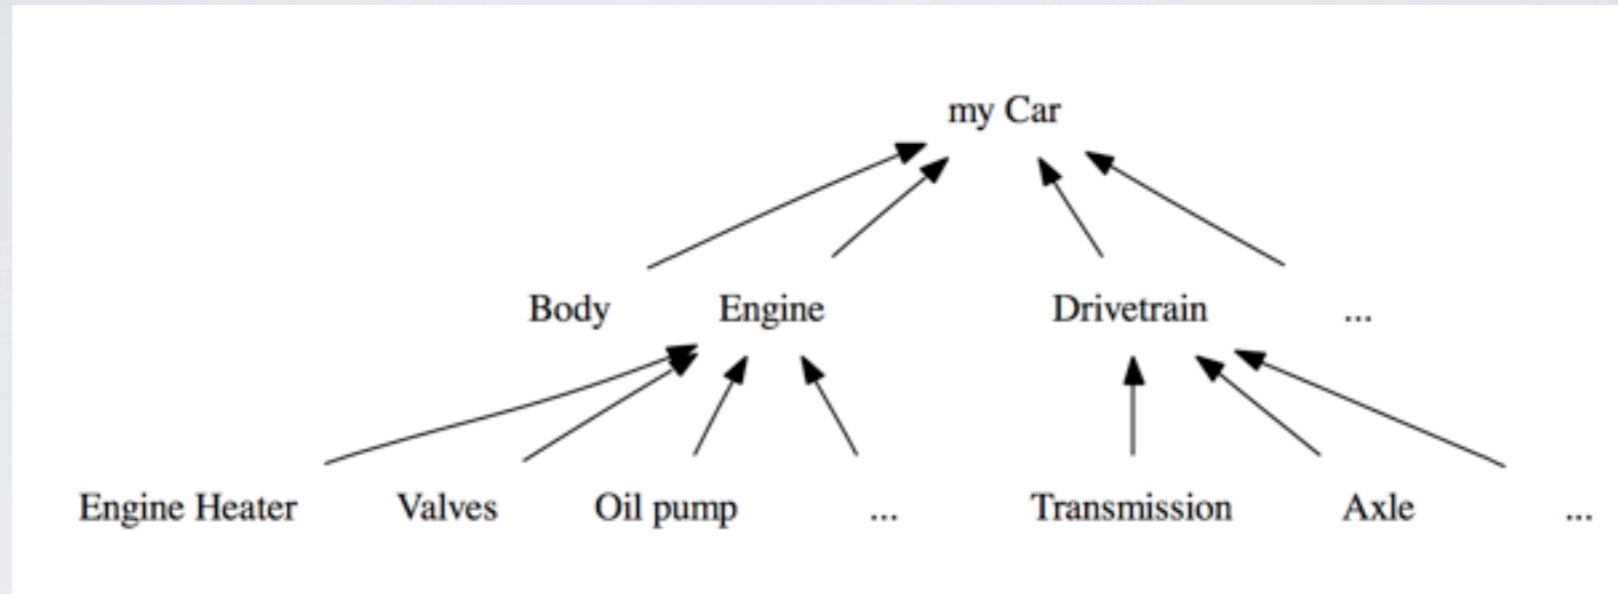 my Car
Body Engine Drivetrain ...
Engine Heater Valves Oil pump ... Transmission Axle ...